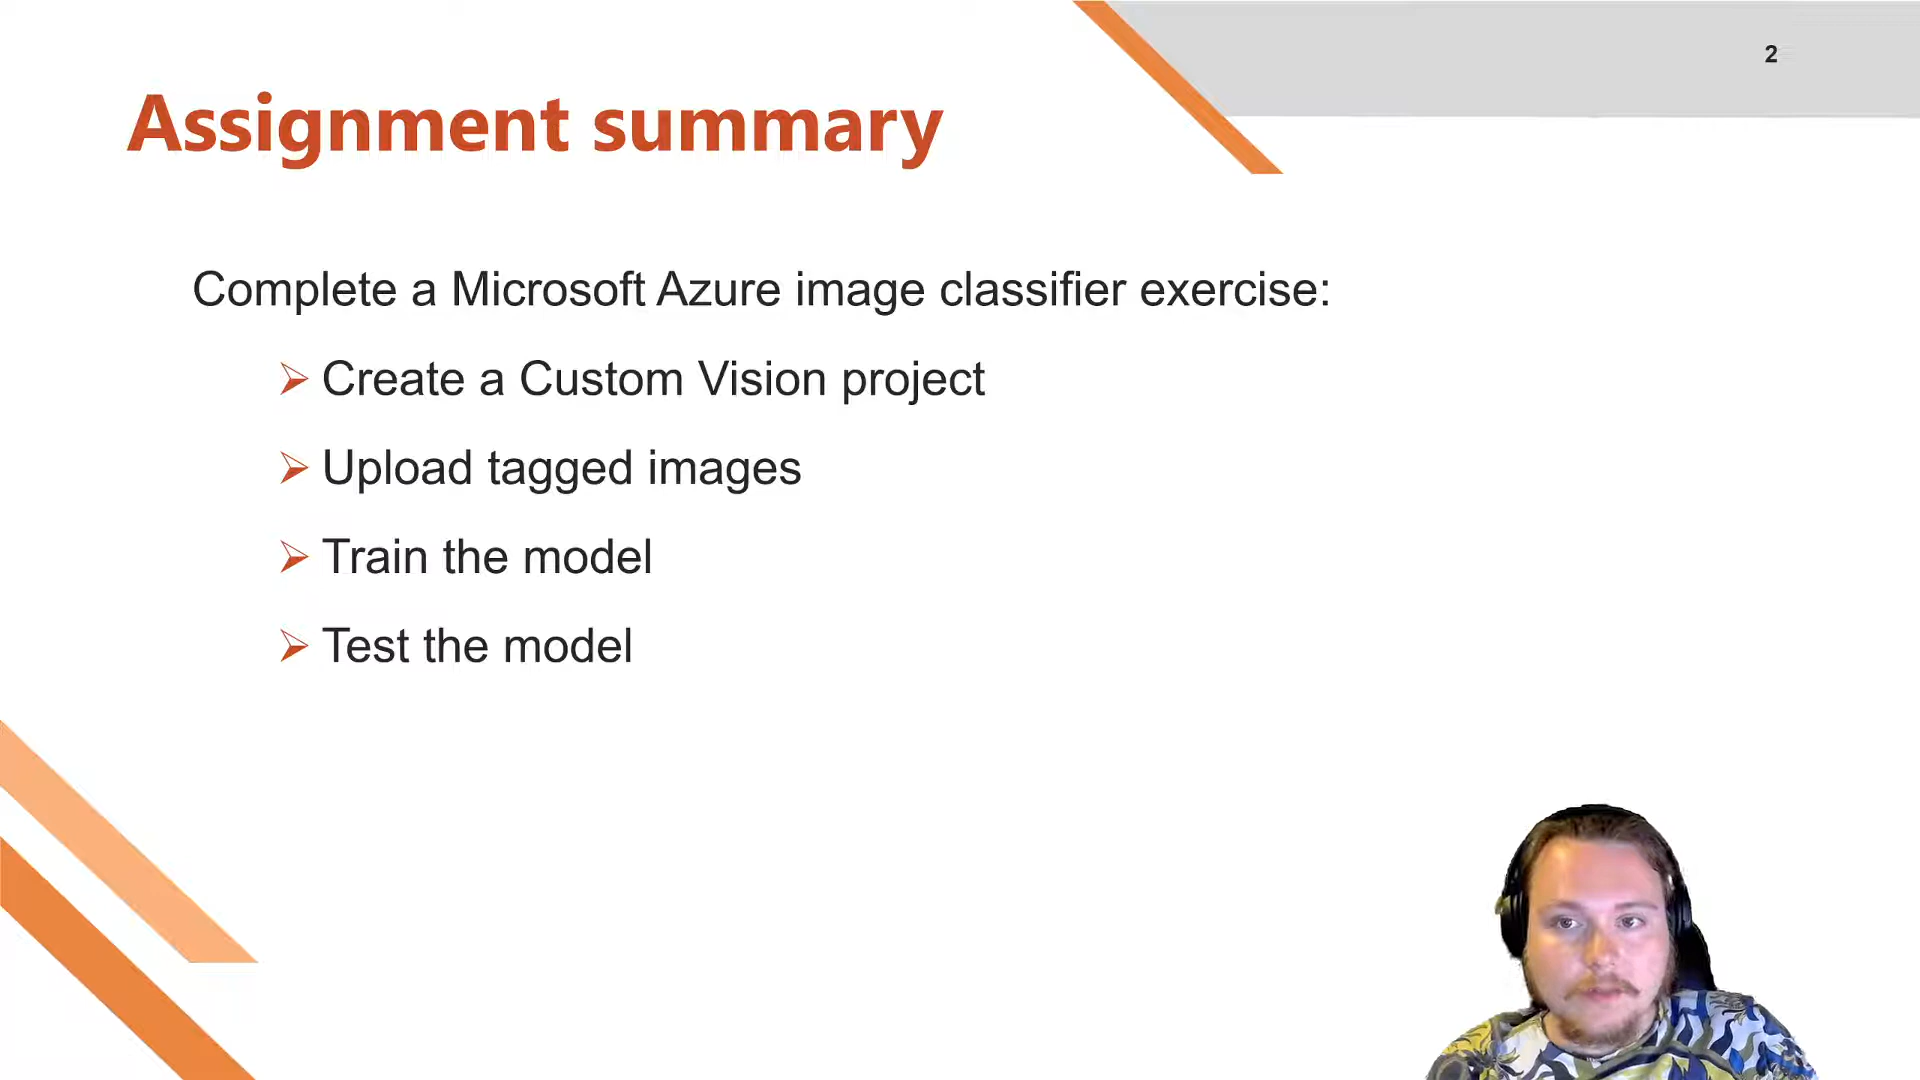 2
Assignment summary
Complete a Microsoft Azure image classifier exercise:
Create a Custom Vision project
Upload tagged images
Train the model
Test the model